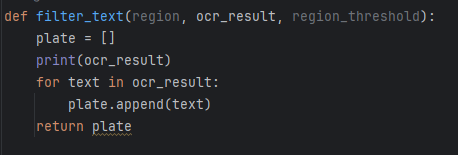 def filter_text(region, ocr_result, region_threshold):
    plate = []
    print(ocr_result)
    for text in ocr_result:
        plate.append(text)
    return plate